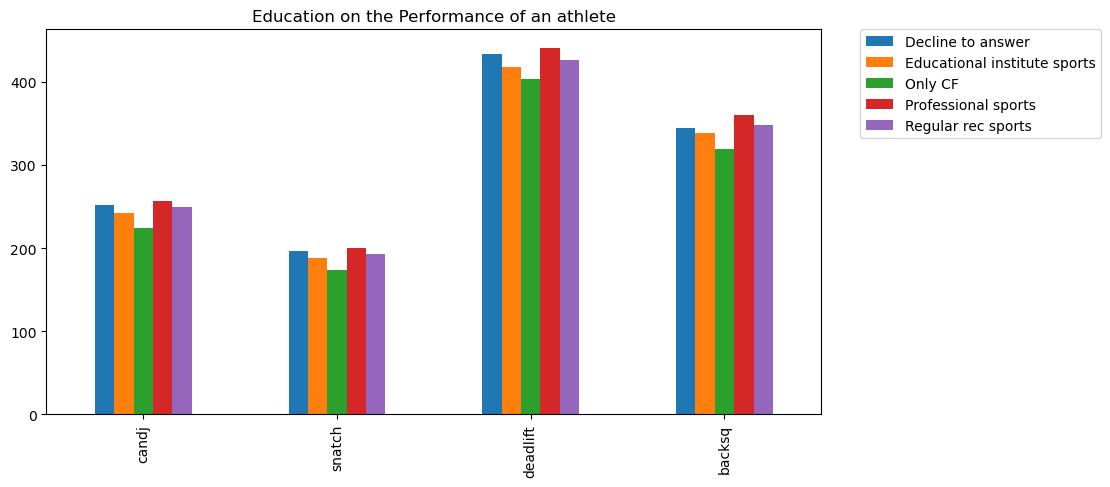 Education on the Performance of an athlete
Decline to answer
Educational institute sports
Only CF
Professional sports
Regular rec sports
400
300
200
100
0
candj
snatch
deadlift
backsq